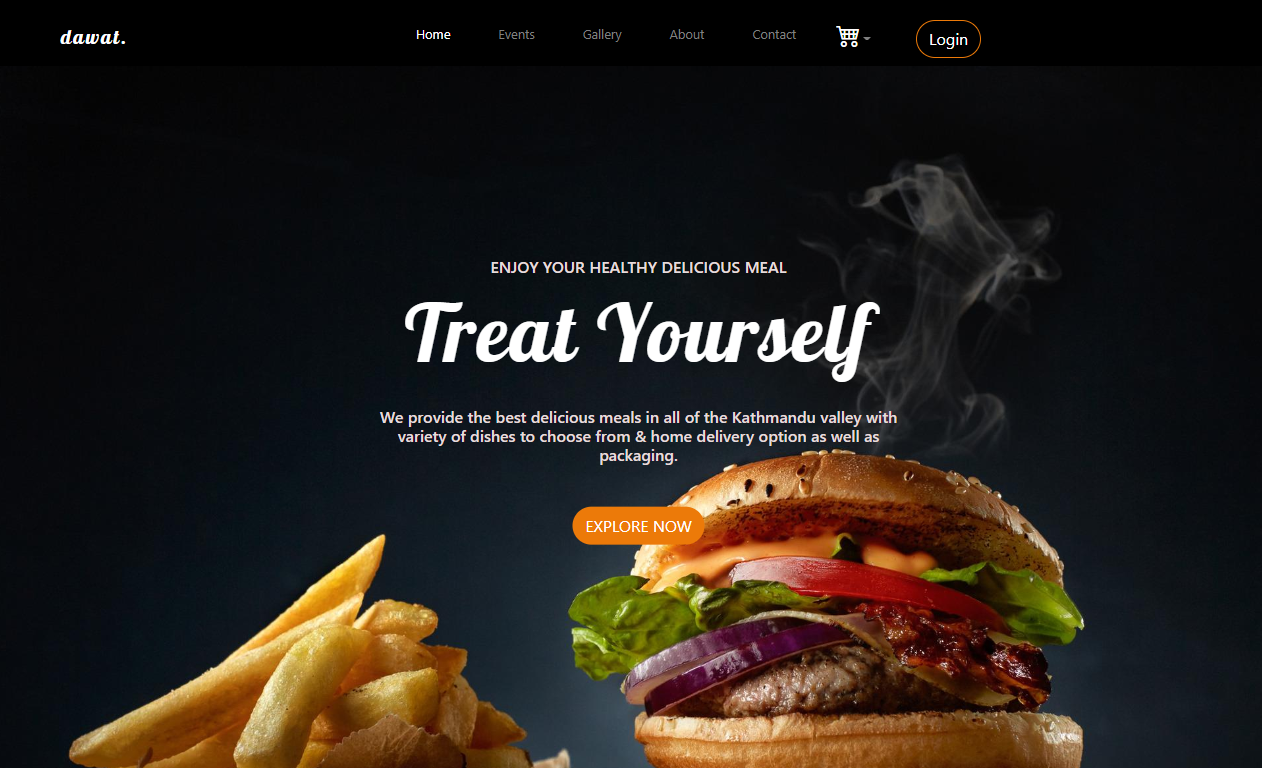 dawat.
Home Events Gallery About Contact Login
ENJOY YOUR HEALTHY DELICIOUS MEAL
Treat Yourself
We provide the best delicious meals in all of the Kathmandu valley with
variety of dishes to choose from & home delivery option as well as
packaging.
EXPLORE NOW